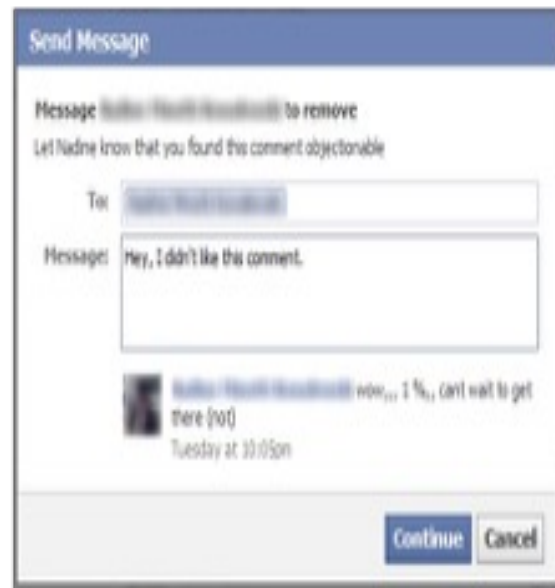 Send Message
Message to remove
Let Nadine know that you found this comment objectionable
To:
Message: Hey, I didn't like this comment.
wow,,, 1 %,, cant wait to get
there (not)
Tuesday at 10:05pm
Continue Cancel